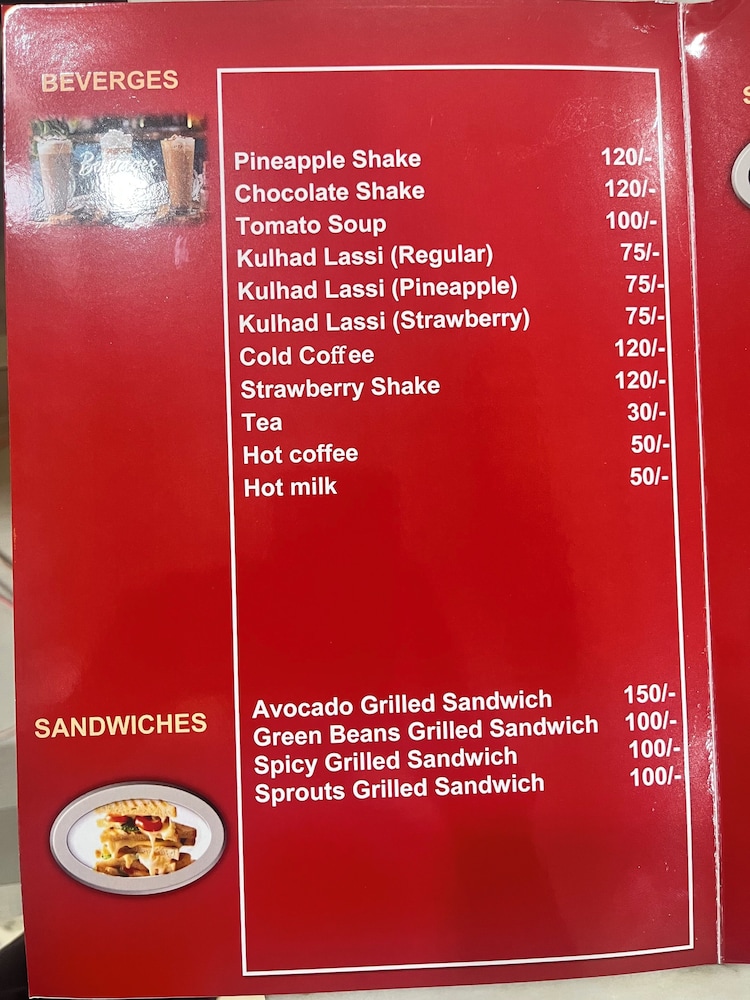 BEVERGES
Beverages
Pineapple Shake 120/-
Chocolate Shake 120/-
Tomato Soup 100/-
Kulhad Lassi (Regular) 75/-
Kulhad Lassi (Pineapple) 75/-
Kulhad Lassi (Strawberry) 75/-
Cold Coffee 120/-
Strawberry Shake 120/-
Tea 30/-
Hot coffee 50/-
Hot milk 50/-
SANDWICHES
Avocado Grilled Sandwich 150/-
Green Beans Grilled Sandwich 100/-
Spicy Grilled Sandwich 100/-
Sprouts Grilled Sandwich 100/-